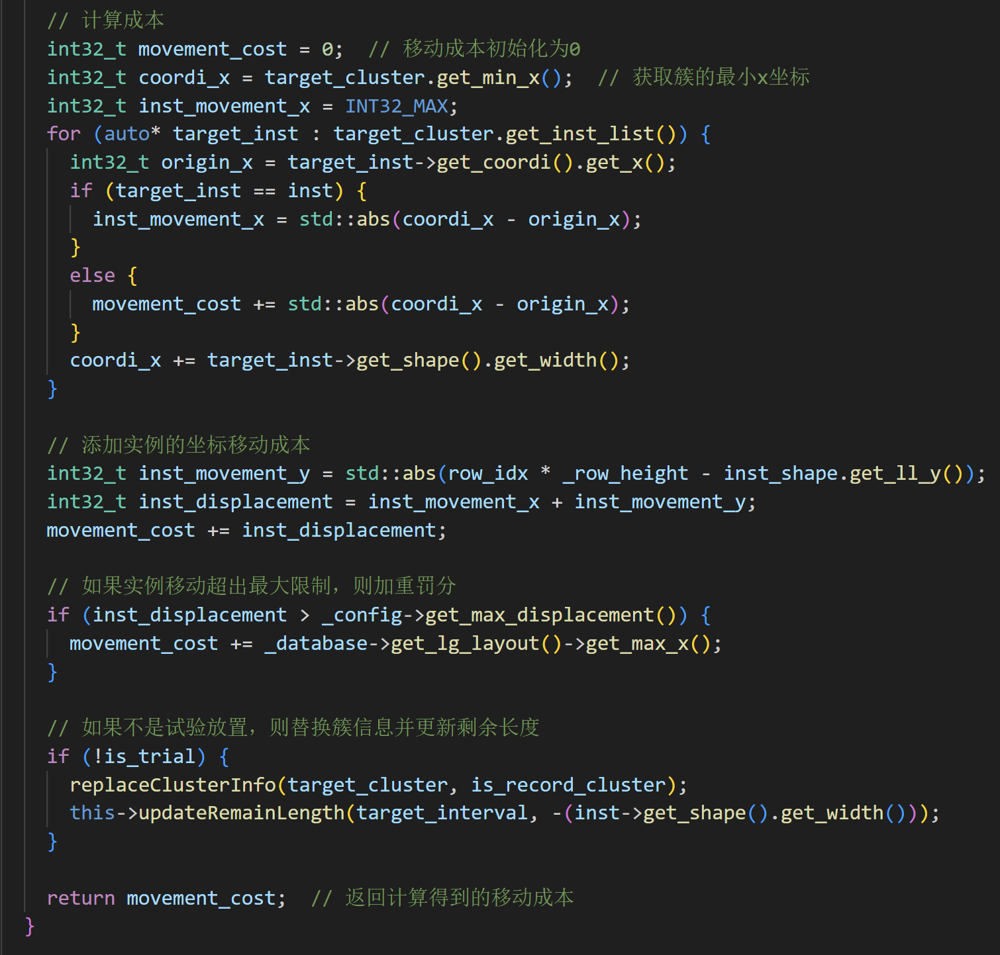 // 计算成本
int32_t movement_cost = 0;  // 移动成本初始化为0
int32_t coordi_x = target_cluster.get_min_x();  // 获取簇的最小x坐标
int32_t inst_movement_x = INT32_MAX;
for (auto* target_inst : target_cluster.get_inst_list()) {
  int32_t origin_x = target_inst->get_coordi().get_x();
  if (target_inst == inst) {
    inst_movement_x = std::abs(coordi_x - origin_x);
  }
  else {
    movement_cost += std::abs(coordi_x - origin_x);
  }
  coordi_x += target_inst->get_shape().get_width();
}
// 添加实例的坐标移动成本
int32_t inst_movement_y = std::abs(row_idx * _row_height - inst_shape.get_ll_y());
int32_t inst_displacement = inst_movement_x + inst_movement_y;
movement_cost += inst_displacement;
// 如果实例移动超出最大限制，则加重罚分
if (inst_displacement > _config->get_max_displacement()) {
  movement_cost += _database->get_lg_layout()->get_max_x();
}
// 如果不是试验放置，则替换簇信息并更新剩余长度
if (!is_trial) {
  replaceClusterInfo(target_cluster, is_record_cluster);
  this->updateRemainLength(target_interval, -(inst->get_shape().get_width()));
}
return movement_cost;  // 返回计算得到的移动成本
}